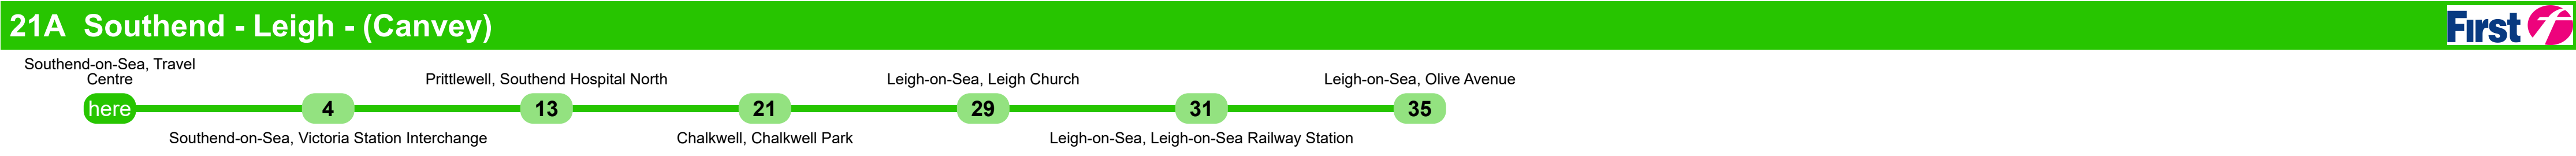 21A Southend - Leigh - (Canvey)
First
Southend-on-Sea, Travel
Centre
Prittlewell, Southend Hospital North
Leigh-on-Sea, Leigh Church
Leigh-on-Sea, Olive Avenue
here 4 13 21 29 31 35
Southend-on-Sea, Victoria Station Interchange
Chalkwell, Chalkwell Park
Leigh-on-Sea, Leigh-on-Sea Railway Station